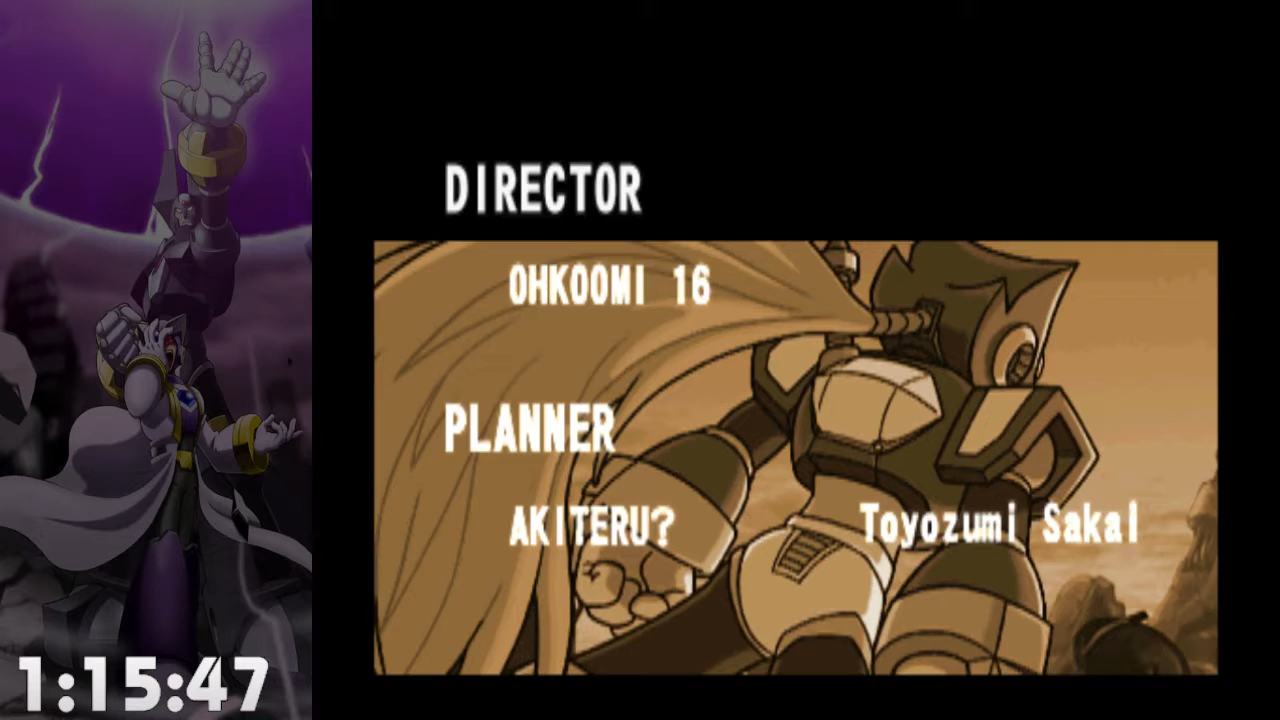 DIRECTOR
OHKOOMI 16
PLANNER
AKITERU? Toyozumi Sakai
1:15:47